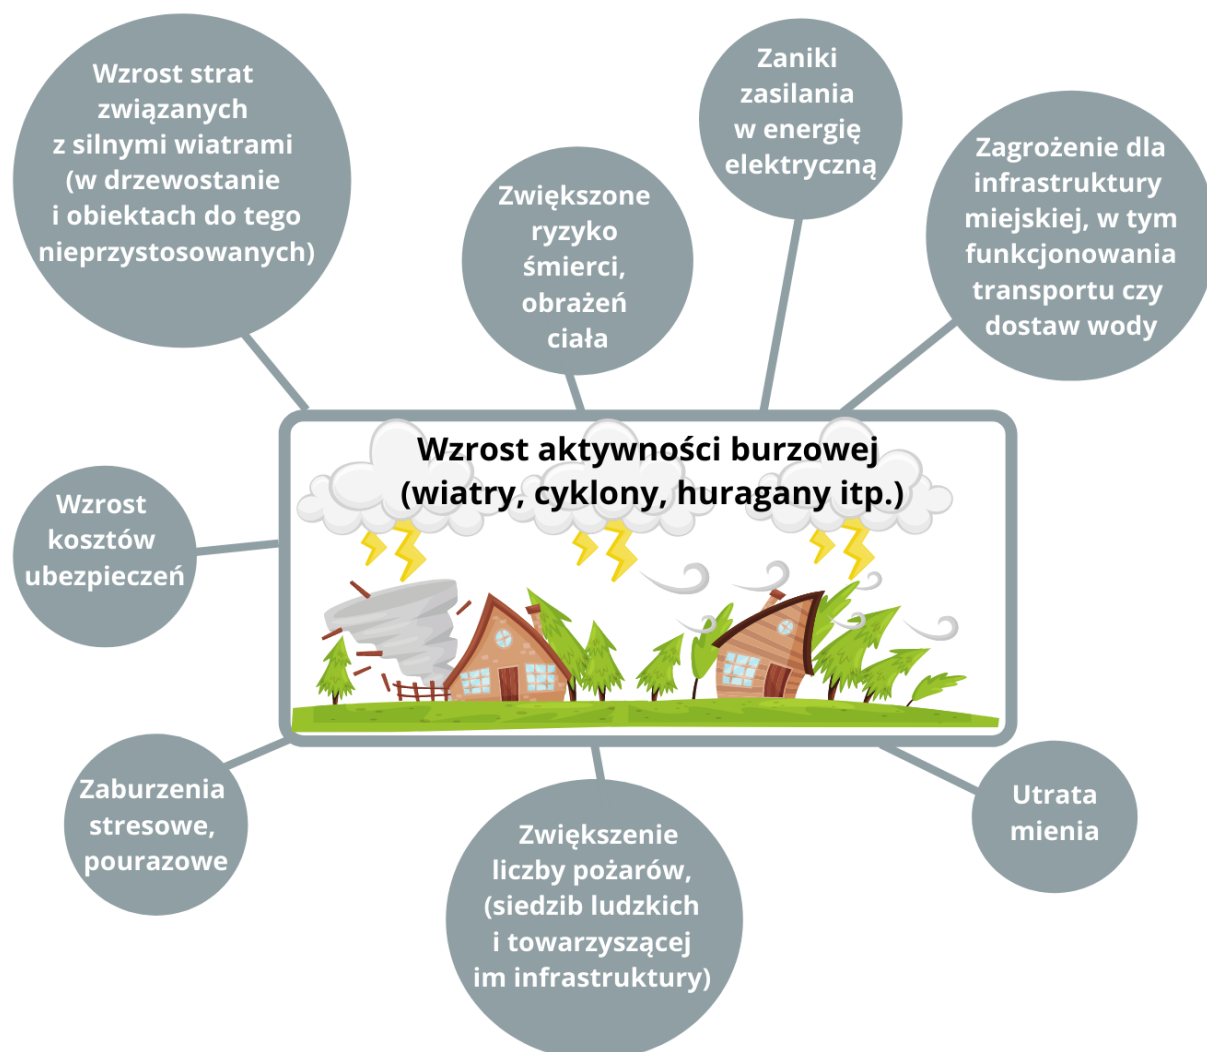 Wzrost strat
związanych
z silnymi wiatrami
(w drzewostanie
i obiektach do tego
nieprzystosowanych)
Zwiększone
ryzyko
śmierci,
obrażeń
ciała
Zaniki
zasilania
w energię
elektryczną
Zagrożenie dla
infrastruktury
miejskiej, w tym
funkcjonowania
transportu czy
dostaw wody
Wzrost aktywności burzowej
(wiatry, cyklony, huragany itp.)
Wzrost
kosztów
ubezpieczeń
Zaburzenia
stresowe,
pourazowe
Zwiększenie
liczby pożarów,
(siedzib ludzkich
i towarzyszącej
im infrastruktury)
Utrata
mienia